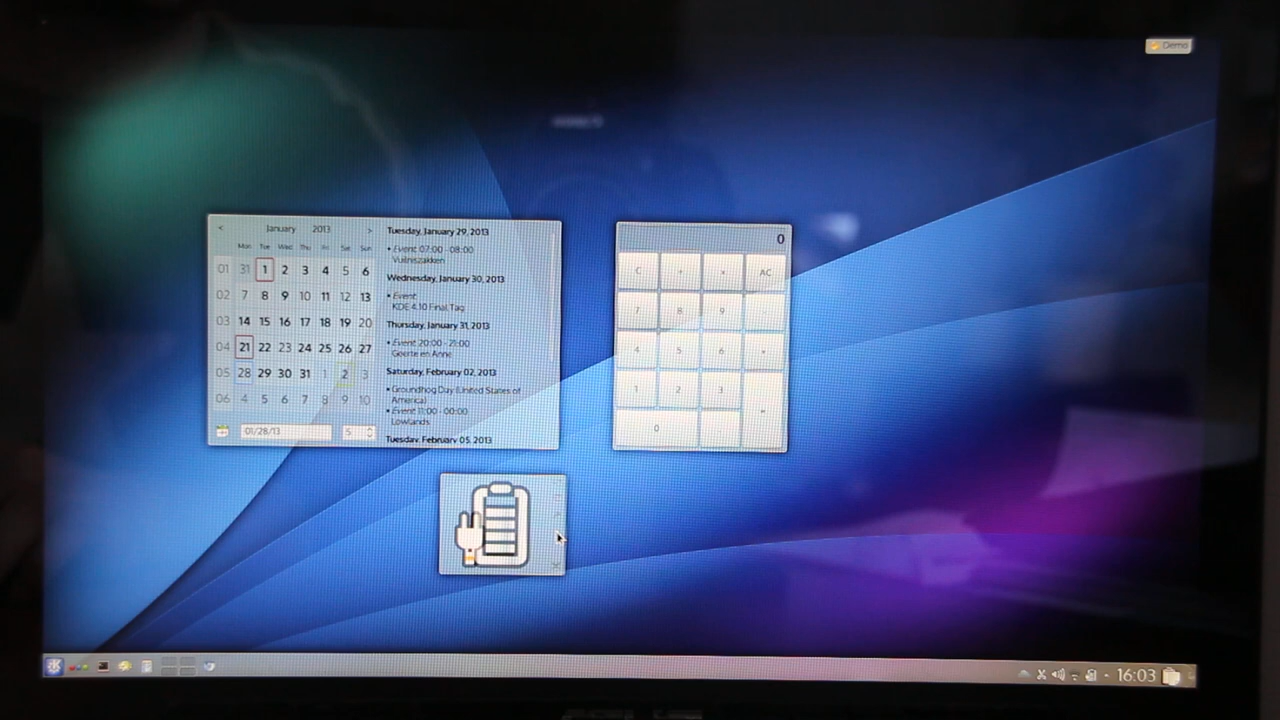 Demo
< January 2013 >
Mon Tue Wed Thu Fri Sat Sun
01 31 1 2 3 4 5 6
02 7 8 9 10 11 12 13
03 14 15 16 17 18 19 20
04 21 22 23 24 25 26 27
05 28 29 30 31 1 2 3
06 4 5 6 7 8 9 10
01/28/13 5
Tuesday, January 29, 2013
• Event 07:00 - 08:00
Vuilniszakken
Wednesday, January 30, 2013
• Event
KDE 4.10 Final Tag
Thursday, January 31, 2013
• Event 20:00 - 21:00
Geerte en Anne
Saturday, February 02, 2013
• Groundhog Day (United States of
America)
• Event 11:00 - 00:00
Lowlands
Tuesday, February 05, 2013
0
C ÷ × AC
7 8 9 -
4 5 6 +
1 2 3 =
0 .
16:03